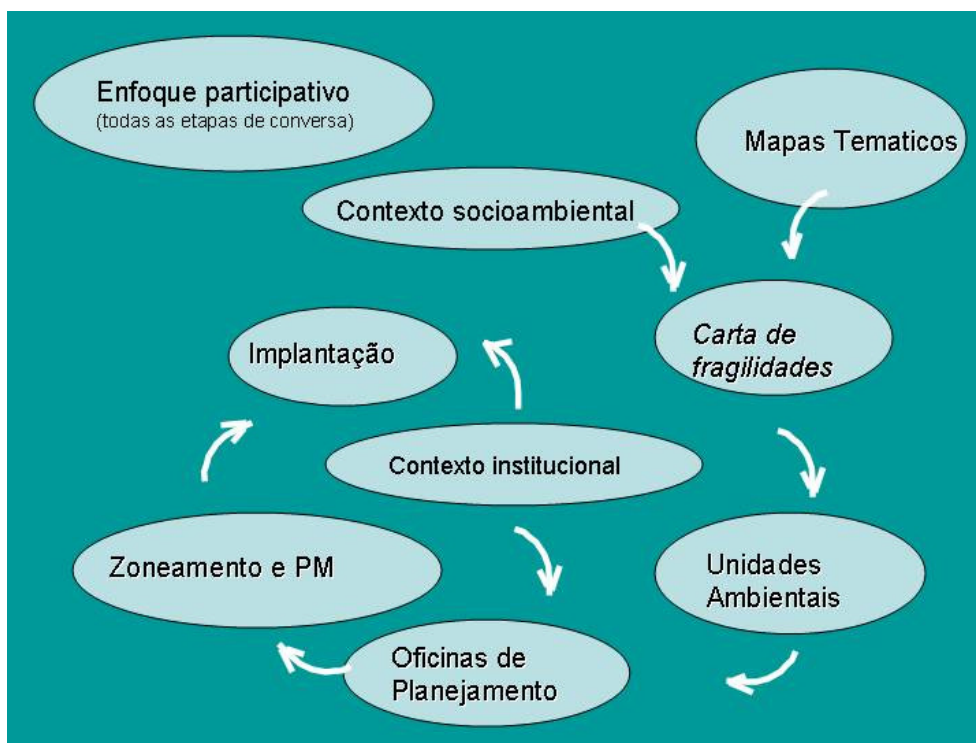 Enfoque participativo
(todas as etapas de conversa)
Mapas Tematicos
Contexto socioambiental
Carta de
fragilidades
Implantação
Contexto institucional
Zoneamento e PM
Unidades
Ambientais
Oficinas de
Planejamento